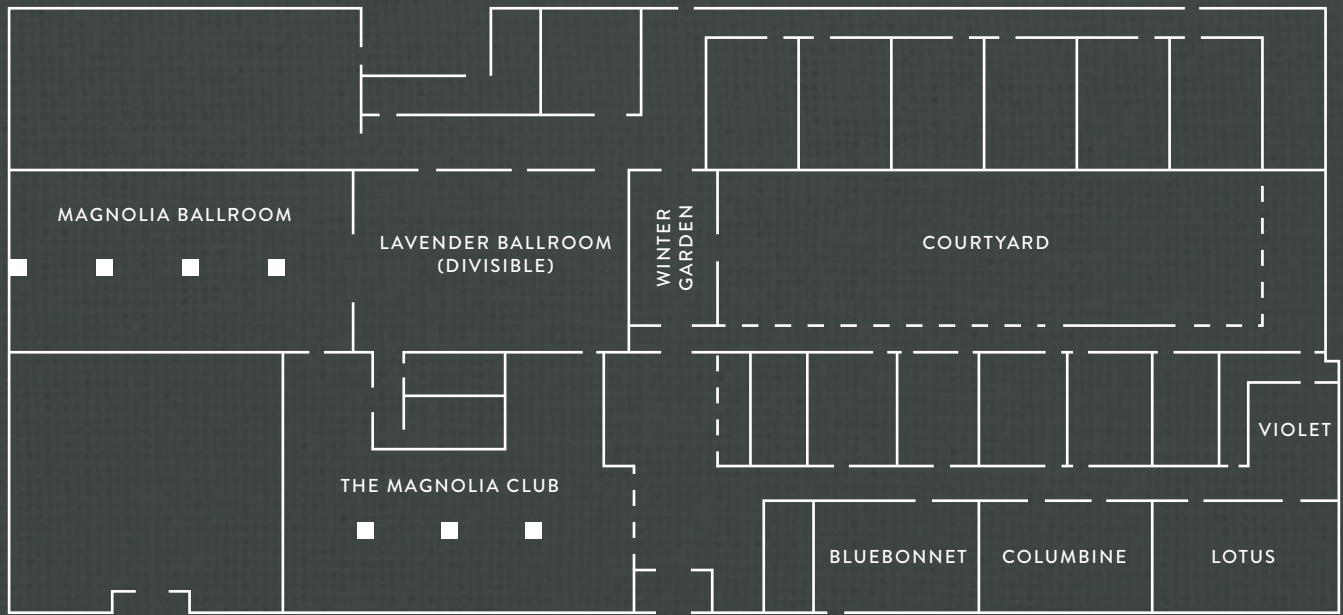 MAGNOLIA BALLROOM
LAVENDER BALLROOM
(DIVISIBLE)
WINTER
GARDEN
COURTYARD
VIOLET
THE MAGNOLIA CLUB
BLUEBONNET
COLUMBINE
LOTUS